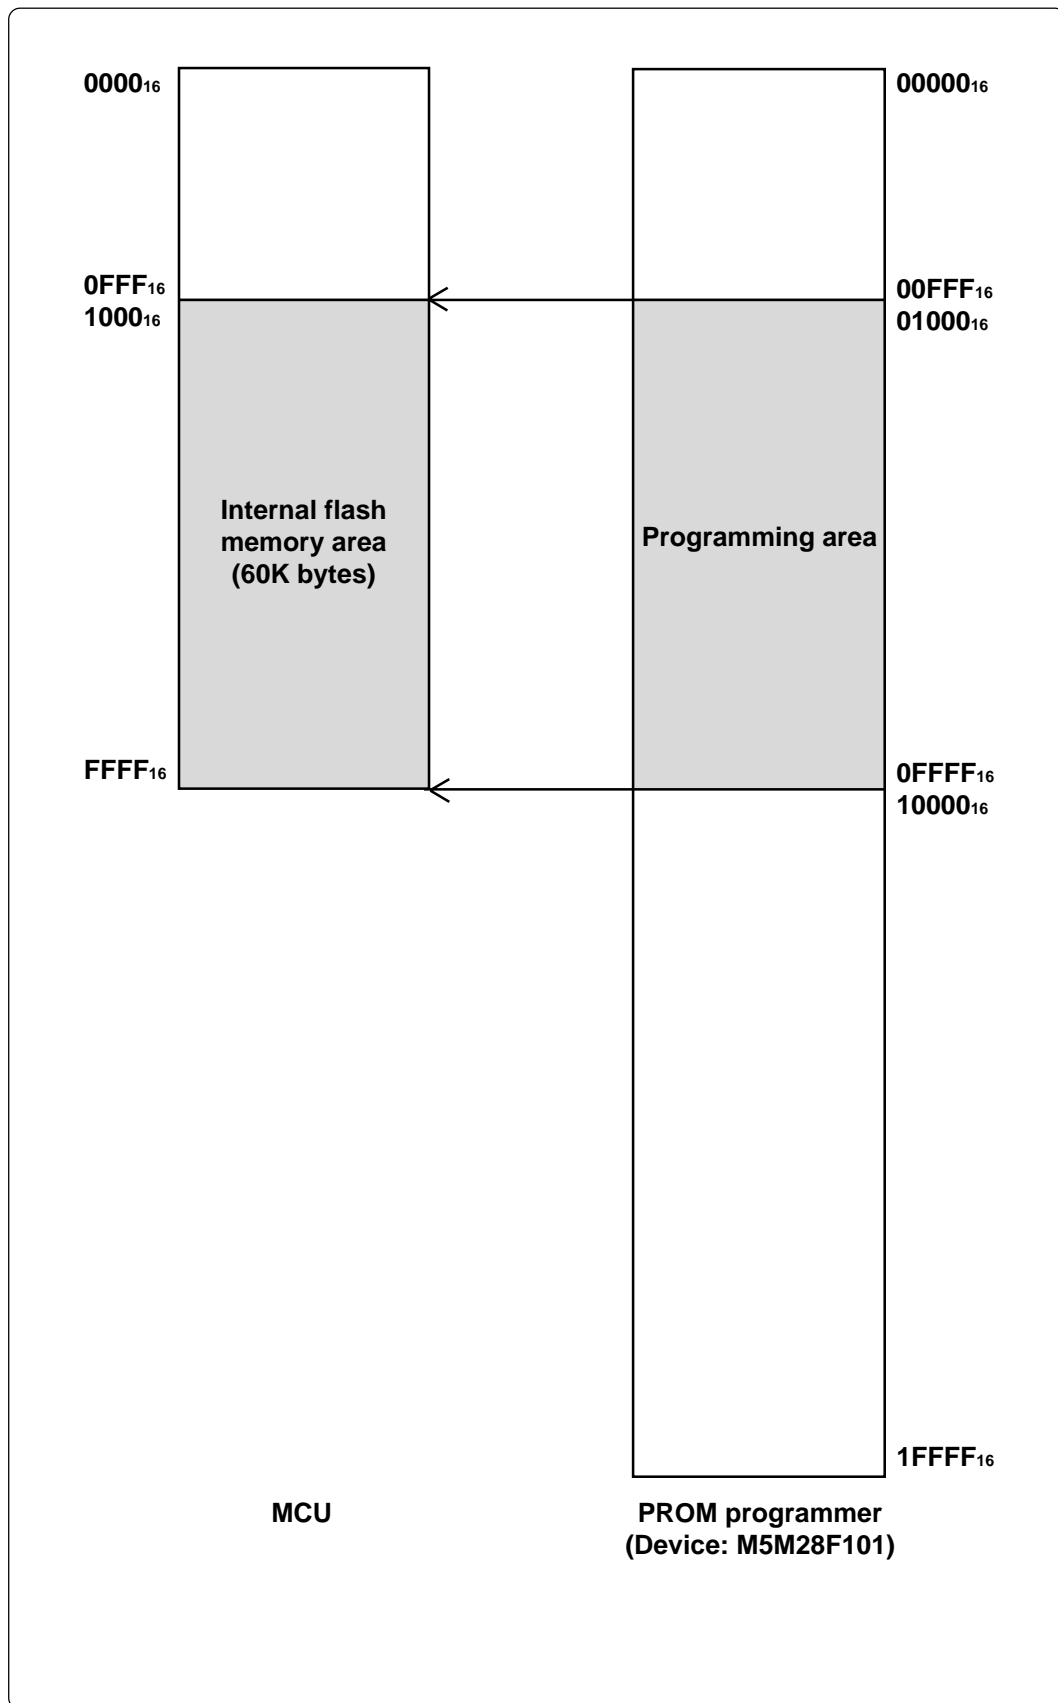 0000₁₆
00000₁₆
0FFF₁₆
1000₁₆
00FFF₁₆
01000₁₆
Internal flash
memory area
(60K bytes)
Programming area
FFFF₁₆
0FFFF₁₆
10000₁₆
1FFFF₁₆
MCU
PROM programmer
(Device: M5M28F101)